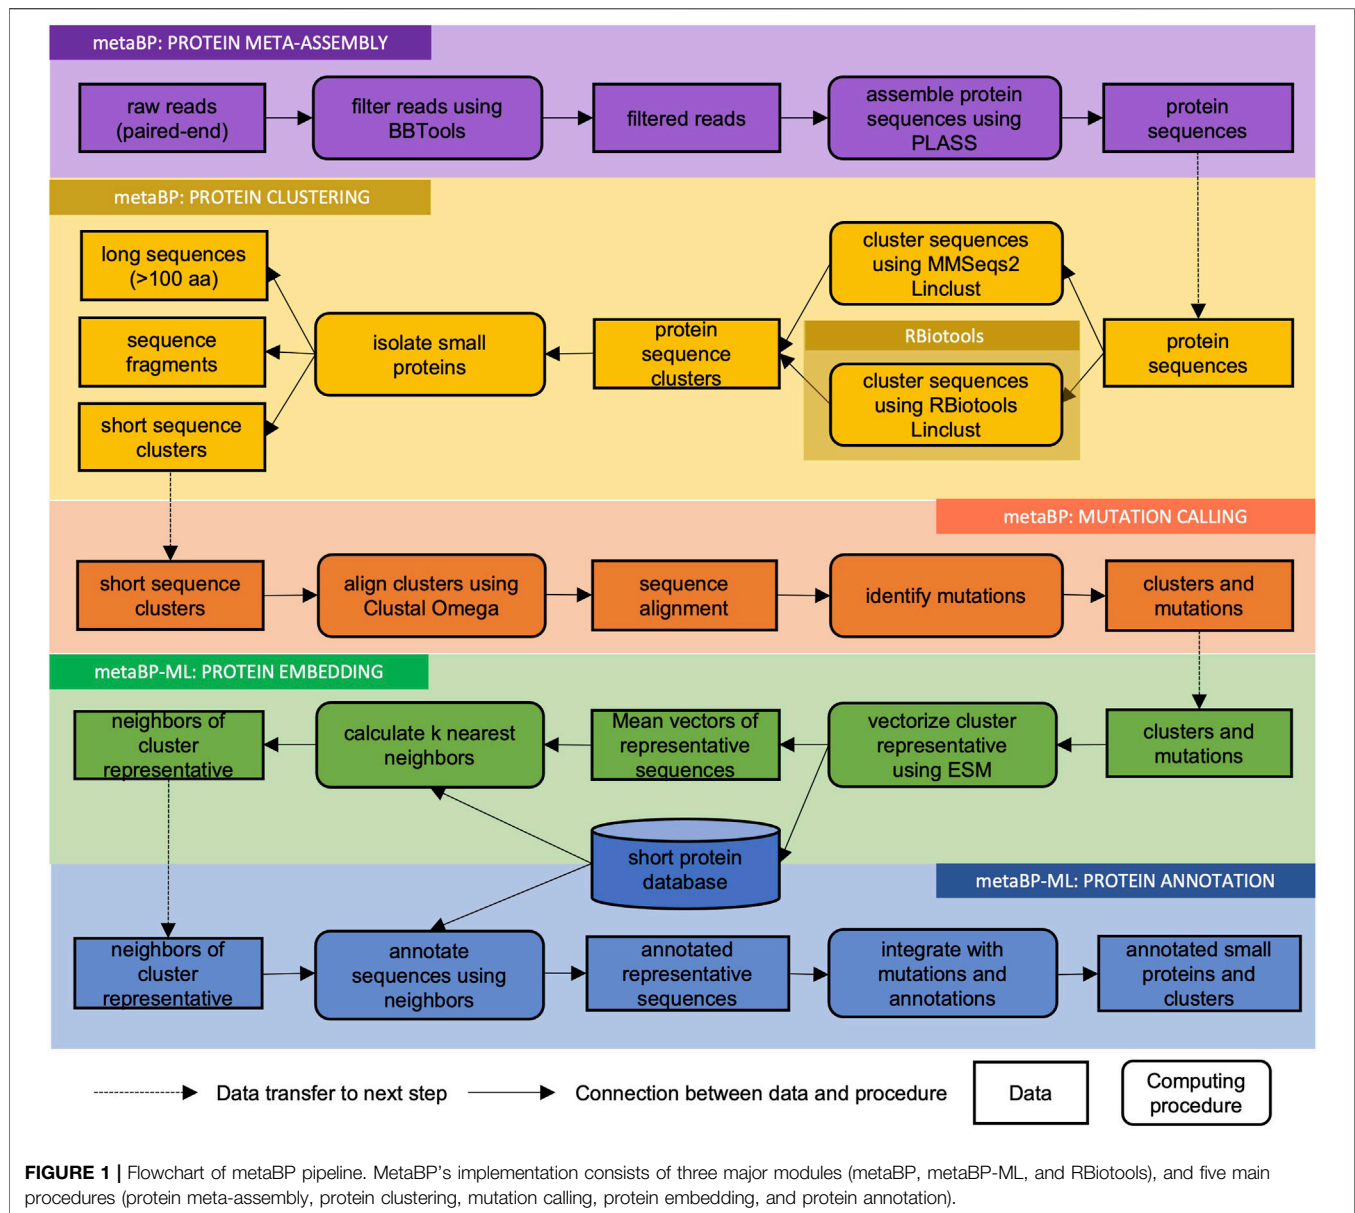 metaBP: PROTEIN META-ASSEMBLY
raw reads
(paired-end)
filter reads using
BBTools
filtered reads
assemble protein
sequences using
PLASS
protein
sequences
metaBP: PROTEIN CLUSTERING
long sequences
(>100 aa)
sequence
fragments
short sequence
clusters
isolate small
proteins
protein
sequence
clusters
cluster sequences
using MMSeqs2
Linclust
RBiotools
cluster sequences
using RBiotools
Linclust
protein
sequences
metaBP: MUTATION CALLING
short sequence
clusters
align clusters using
Clustal Omega
sequence
alignment
identify mutations
clusters and
mutations
metaBP-ML: PROTEIN EMBEDDING
neighbors of
cluster
representative
calculate k nearest
neighbors
Mean vectors of
representative
sequences
vectorize cluster
representative
using ESM
clusters and
mutations
short protein
database
metaBP-ML: PROTEIN ANNOTATION
neighbors of
cluster
representative
annotate
sequences using
neighbors
annotated
representative
sequences
integrate with
mutations and
annotations
annotated small
proteins and
clusters
Data transfer to next step
Connection between data and procedure
Data
Computing
procedure
FIGURE 1 | Flowchart of metaBP pipeline. MetaBP's implementation consists of three major modules (metaBP, metaBP-ML, and RBiotools), and five main
procedures (protein meta-assembly, protein clustering, mutation calling, protein embedding, and protein annotation).